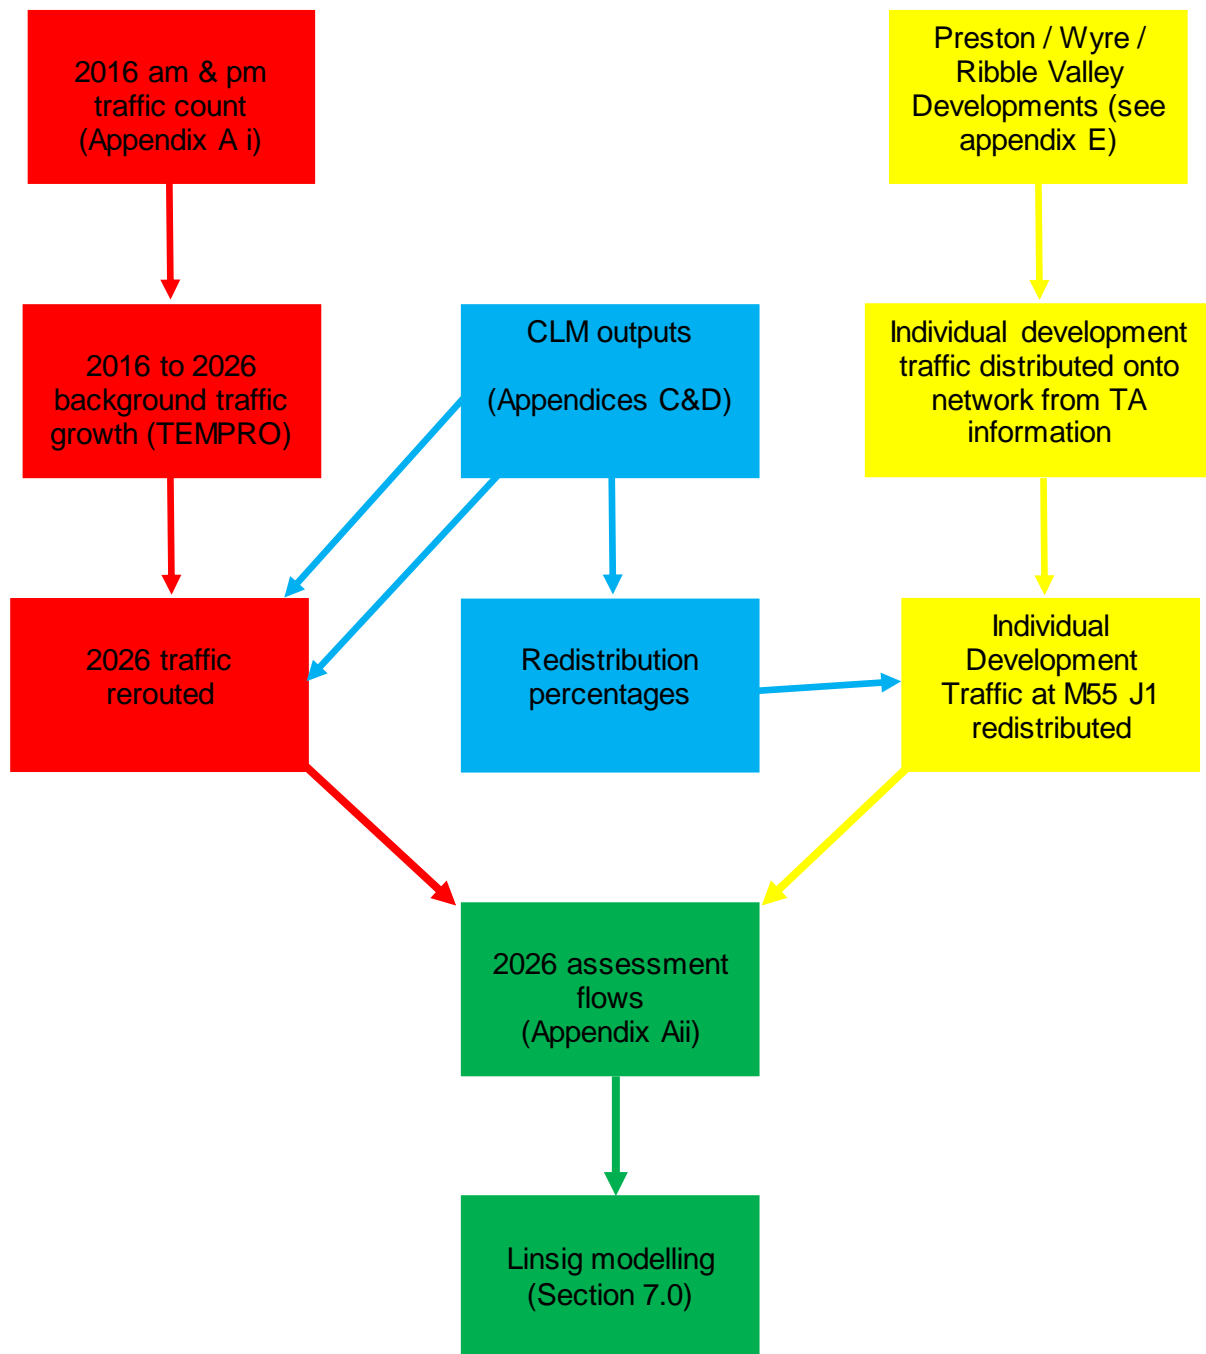 2016 am & pm
traffic count
(Appendix A i)
Preston / Wyre /
Ribble Valley
Developments (see
appendix E)
2016 to 2026
background traffic
growth (TEMPRO)
CLM outputs
(Appendices C&D)
Individual development
traffic distributed onto
network from TA
information
2026 traffic
rerouted
Redistribution
percentages
Individual
Development
Traffic at M55 J1
redistributed
2026 assessment
flows
(Appendix Aii)
Linsig modelling
(Section 7.0)